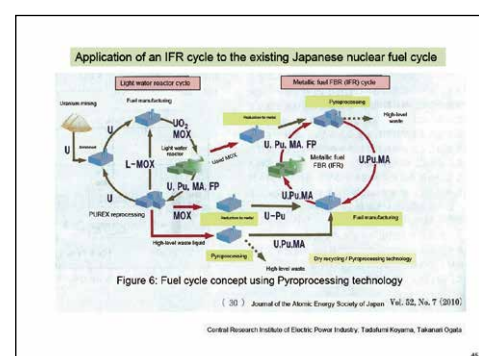 Application of an IFR cycle to the existing Japanese nuclear fuel cycle
Light water reactor cycle
Metallic fuel FBR (IFR) cycle
Uranium mining
Fuel manufacturing
Pyroprocessing
Reduction to metal
High-level
waste
U
UO2
MOX
Light water
reactor
Used MOX
U, Pu, MA, FP
Metallic fuel
FBR (IFR)
U.Pu.MA
U
L-MOX
U
U, Pu, MA, FP
U.Pu.MA
PUREX reprocessing
MOX
Reduction to metal
U-Pu
Fuel manufacturing
High-level waste liquid
U.Pu.MA
Pyroprocessing
Dry recycling / Pyroprocessing technology
High level waste
Figure 6: Fuel cycle concept using Pyroprocessing technology
( 30 ) Journal of the Atomic Energy Society of Japan Vol. 52, No. 7 (2010)
Central Research Institute of Electric Power Industry: Tadafumi Koyama, Takanari Ogata